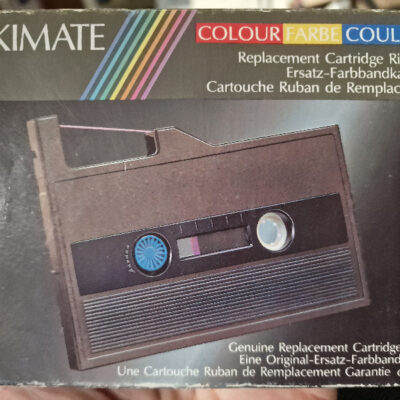 KIMATE
COLOUR FARBE COUL
Replacement Cartridge Ri
Ersatz-Farbbandka
Cartouche Ruban de Remplac
Genuine Replacement Cartridge
Eine Original-Ersatz-Farbband
Une Cartouche Ruban de Remplacement Garantie d